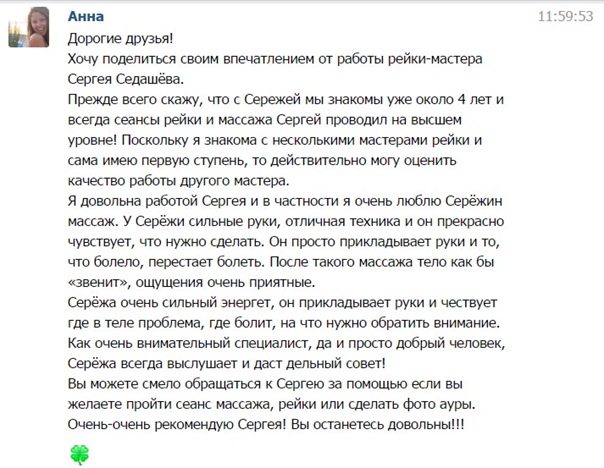 Анна 11:59:53
Дорогие друзья!
Хочу поделиться своим впечатлением от работы рейки-мастера
Сергея Седашёва.
Прежде всего скажу, что с Сережей мы знакомы уже около 4 лет и
всегда сеансы рейки и массажа Сергей проводил на высшем
уровне! Поскольку я знакома с несколькими мастерами рейки и
сама имею первую ступень, то действительно могу оценить
качество работы другого мастера.
Я довольна работой Сергея и в частности я очень люблю Серёжин
массаж. У Серёжи сильные руки, отличная техника и он прекрасно
чувствует, что нужно сделать. Он просто прикладывает руки и то,
что болело, перестает болеть. После такого массажа тело как бы
«звенит», ощущения очень приятные.
Серёжа очень сильный энергет, он прикладывает руки и чествует
где в теле проблема, где болит, на что нужно обратить внимание.
Как очень внимательный специалист, да и просто добрый человек,
Серёжа всегда выслушает и даст дельный совет!
Вы можете смело обращаться к Сергею за помощью если вы
желаете пройти сеанс массажа, рейки или сделать фото ауры.
Очень-очень рекомендую Сергея! Вы останетесь довольны!!!